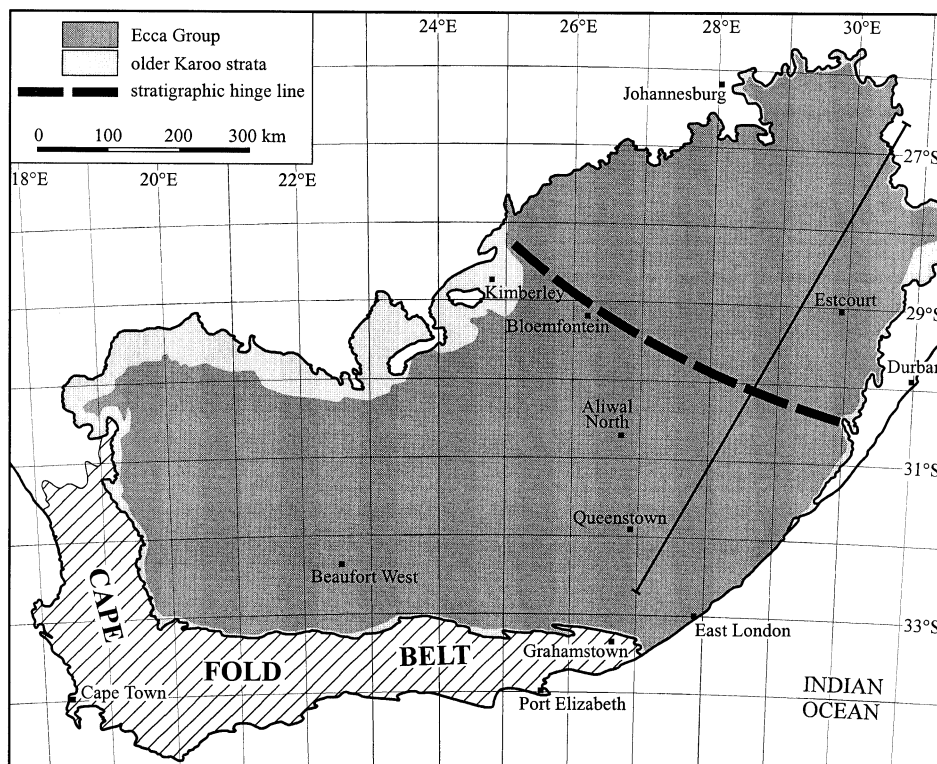 Ecca Group
older Karoo strata
stratigraphic hinge line
0 100 200 300 km
24°E
26°E
28°E
30°E
18°E
20°E
22°E
Johannesburg
27°S
Kimberley
Bloemfontein
Estcourt
29°S
Durban
Aliwal
North
31°S
Queenstown
Beaufort West
CAPE
FOLD
BELT
Grahamstown
East London
33°S
Cape Town
Port Elizabeth
INDIAN
OCEAN